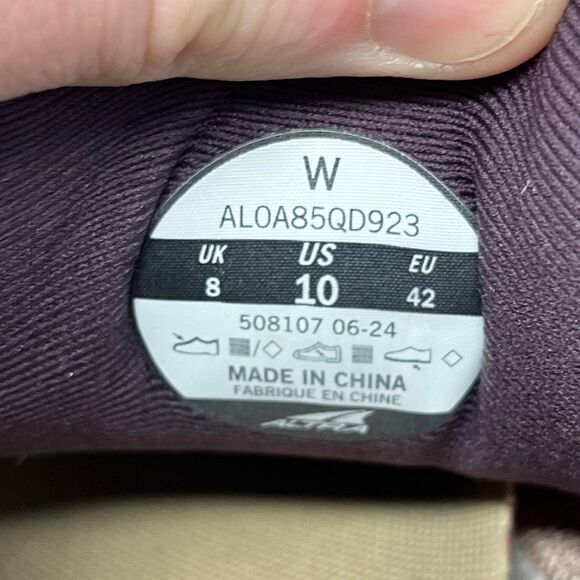 W
AL0A85QD923
UK US EU
8 10 42
508107 06-24
MADE IN CHINA
FABRIQUE EN CHINE
ALTRA